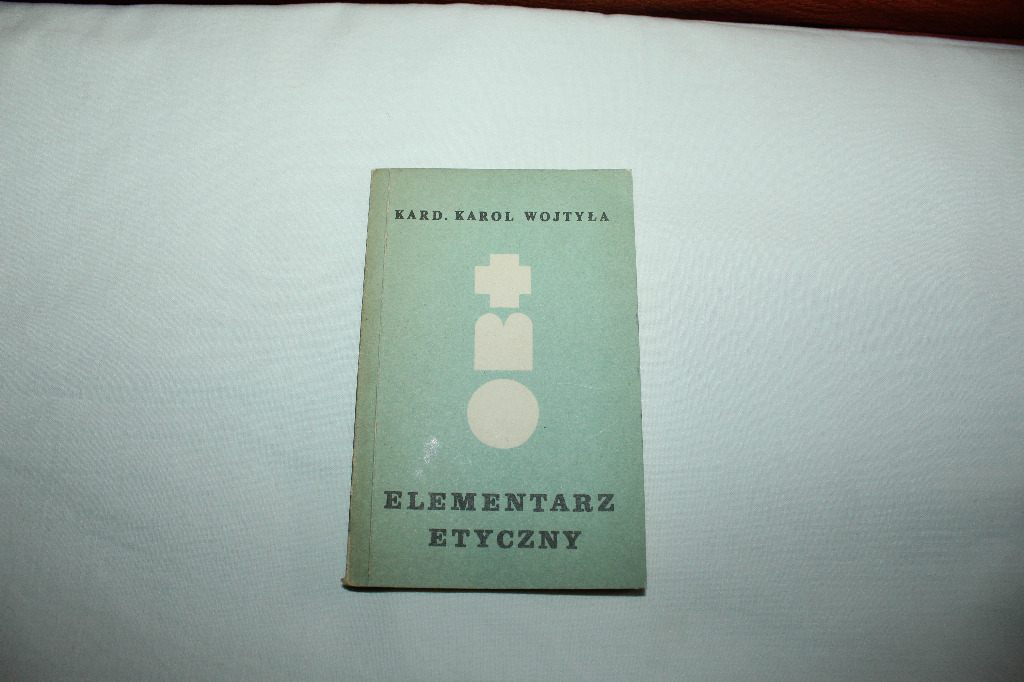 KARD. KAROL WOJTYŁA
ELEMENTARZ
ETYCZNY